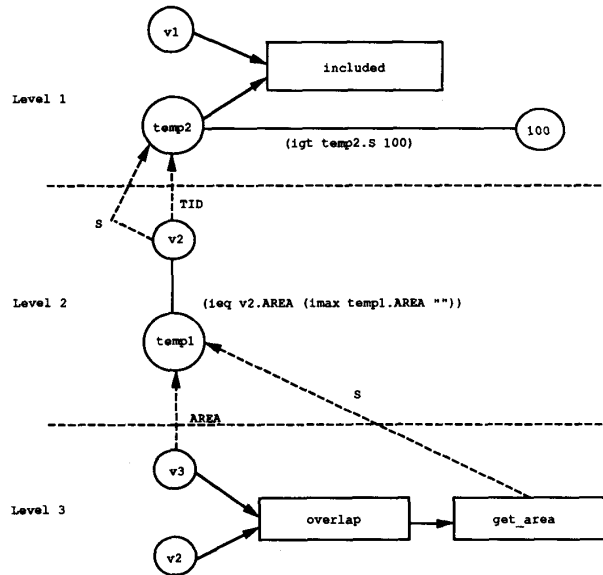 v1
included
Level 1
temp2
100
(igt temp2.S 100)
TID
S
v2
(ieq v2.AREA (imax temp1.AREA ""))
Level 2
temp1
S
AREA
v3
Level 3
overlap
get_area
v2